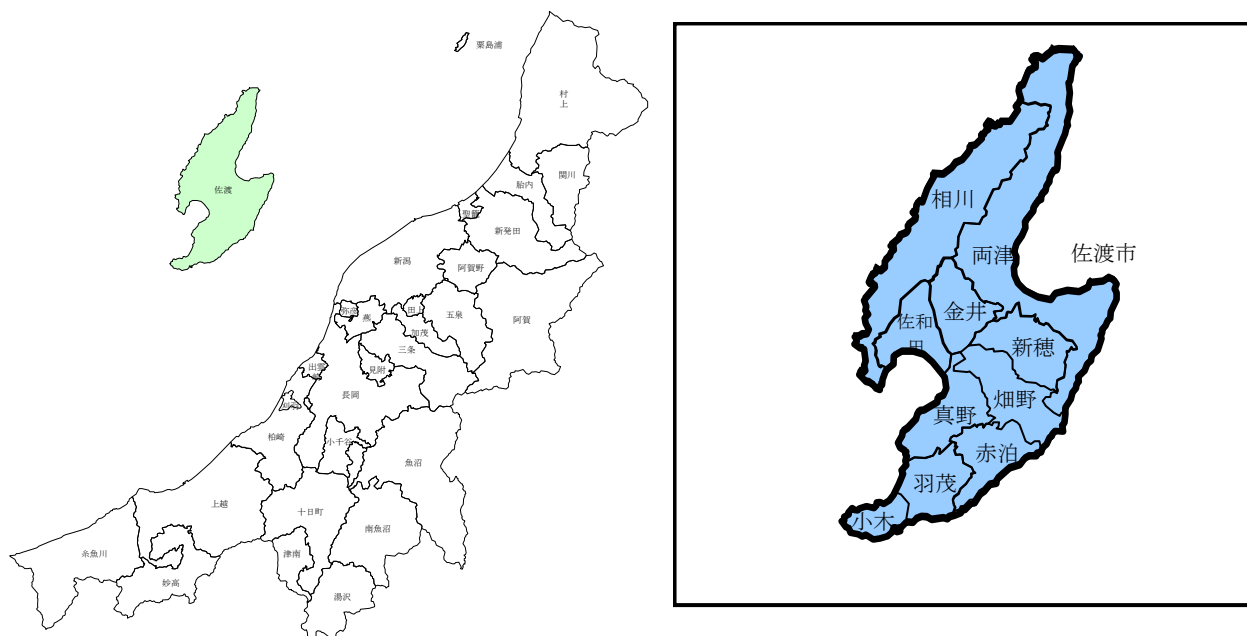 粟島浦
村
上
関川
胎内
聖籠
新発田
佐渡
新潟
阿賀野
弥彦
燕
田上
加茂
五泉
阿賀
三条
見附
出雲
崎
長岡
刈羽
柏崎
小千谷
魚沼
上越
十日町
南魚沼
糸魚川
津南
妙高
湯沢
相川
両津
佐渡市
金井
佐和
田
新穂
畑野
真野
赤泊
羽茂
小木